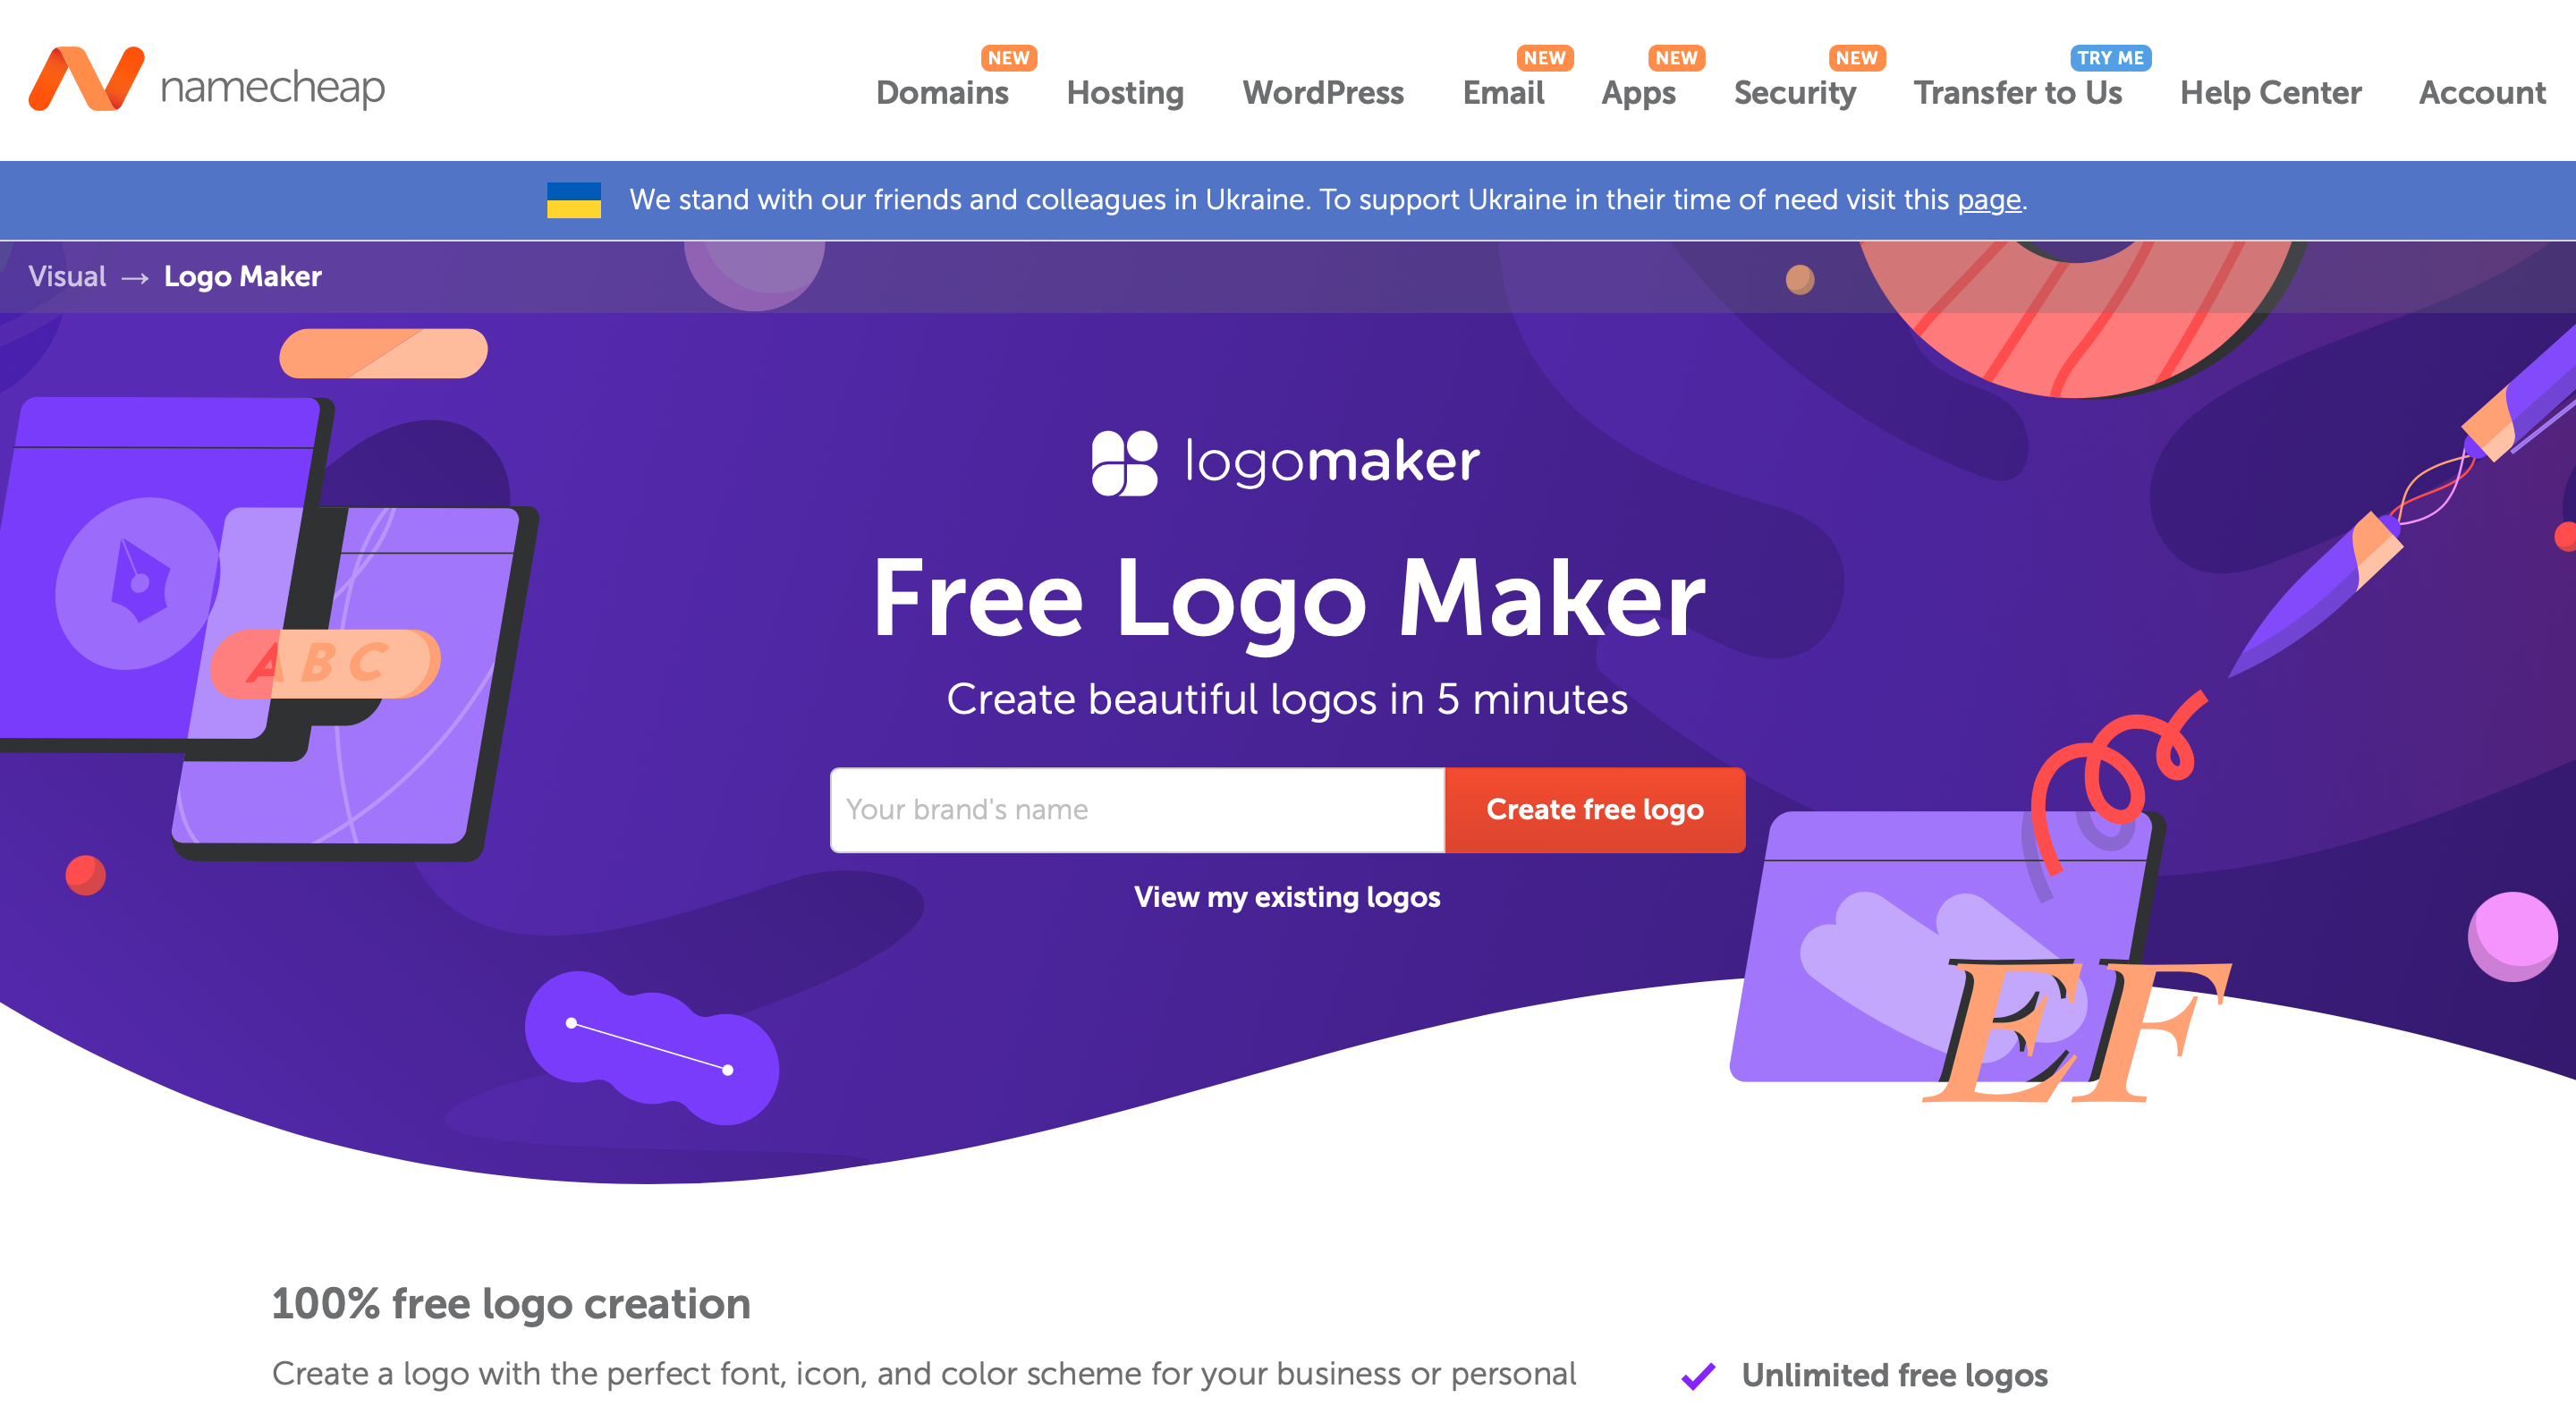 namecheap
NEW NEW NEW NEW TRY ME
Domains Hosting WordPress Email Apps Security Transfer to Us Help Center Account
We stand with our friends and colleagues in Ukraine. To support Ukraine in their time of need visit this page.
Visual → Logo Maker
logomaker
Free Logo Maker
ABC
Create beautiful logos in 5 minutes
Your brand's name Create free logo
View my existing logos
EF
100% free logo creation
Create a logo with the perfect font, icon, and color scheme for your business or personal
Unlimited free logos